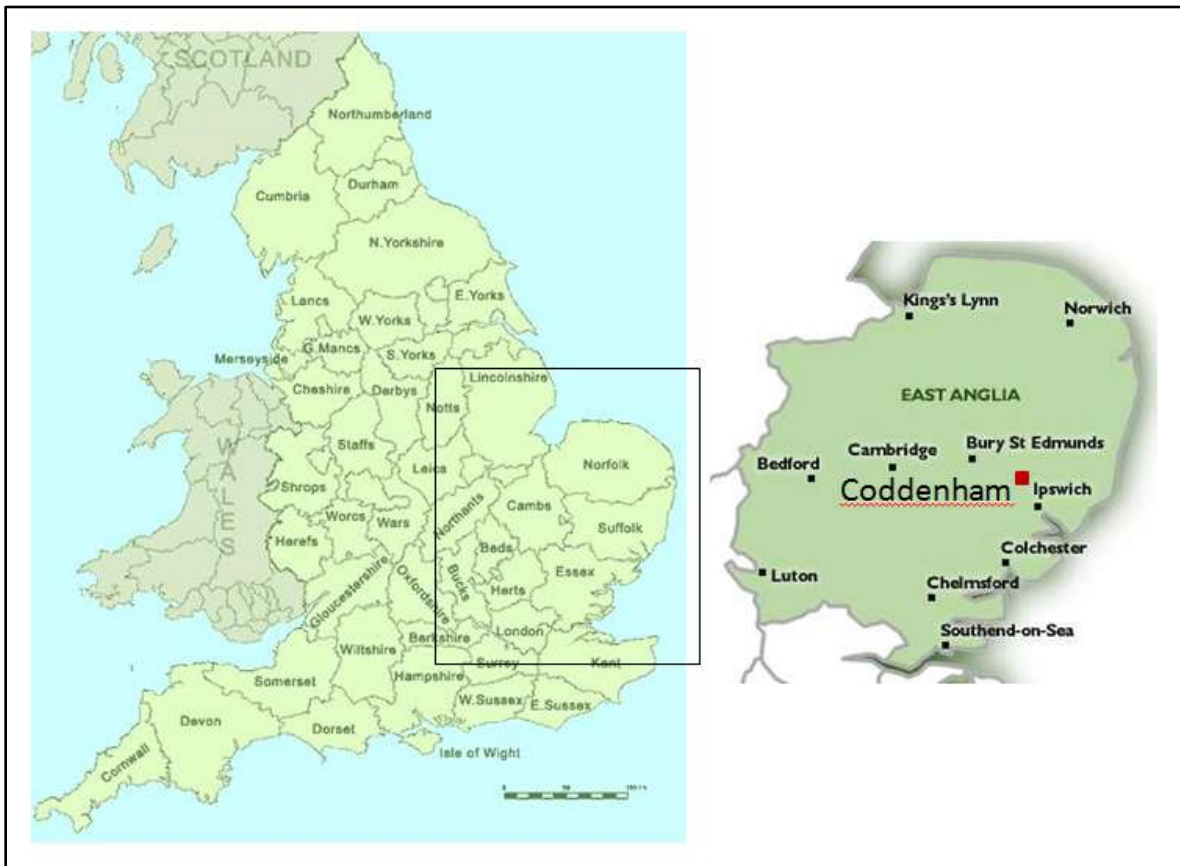 SCOTLAND
Northumberland
Cumbria
Durham
N.Yorkshire
Lancs
E.Yorks
W.Yorks
G.Mancs
S.Yorks
Merseyside
Lincolnshire
Cheshire
Derbys
Notts
WALES
Staffs
Leics
Norfolk
Shrops
Northants
Cambs
Worcs
Wars
Suffolk
Herefs
Beds
Bucks
Essex
Gloucestershire
Oxfordshire
Herts
London
Berkshire
Wiltshire
Surrey
Kent
Hampshire
Somerset
W.Sussex
E.Sussex
Devon
Dorset
Isle of Wight
Cornwall
Kings's Lynn
Norwich
EAST ANGLIA
Bury St Edmunds
Cambridge
Bedford
Coddenham
Ipswich
Colchester
Luton
Chelmsford
Southend-on-Sea